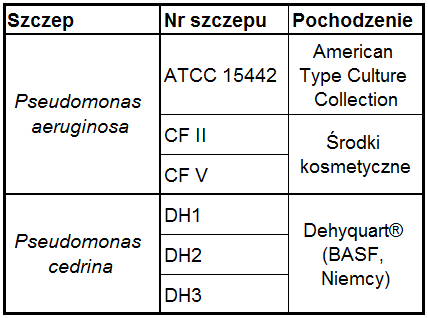 Szczep Nr szczepu Pochodzenie
Pseudomonas
aeruginosa
ATCC 15442
American
Type Culture
Collection
CF II
CF V
Środki
kosmetyczne
Pseudomonas
cedrina
DH1
DH2
DH3
Dehyquart®
(BASF,
Niemcy)